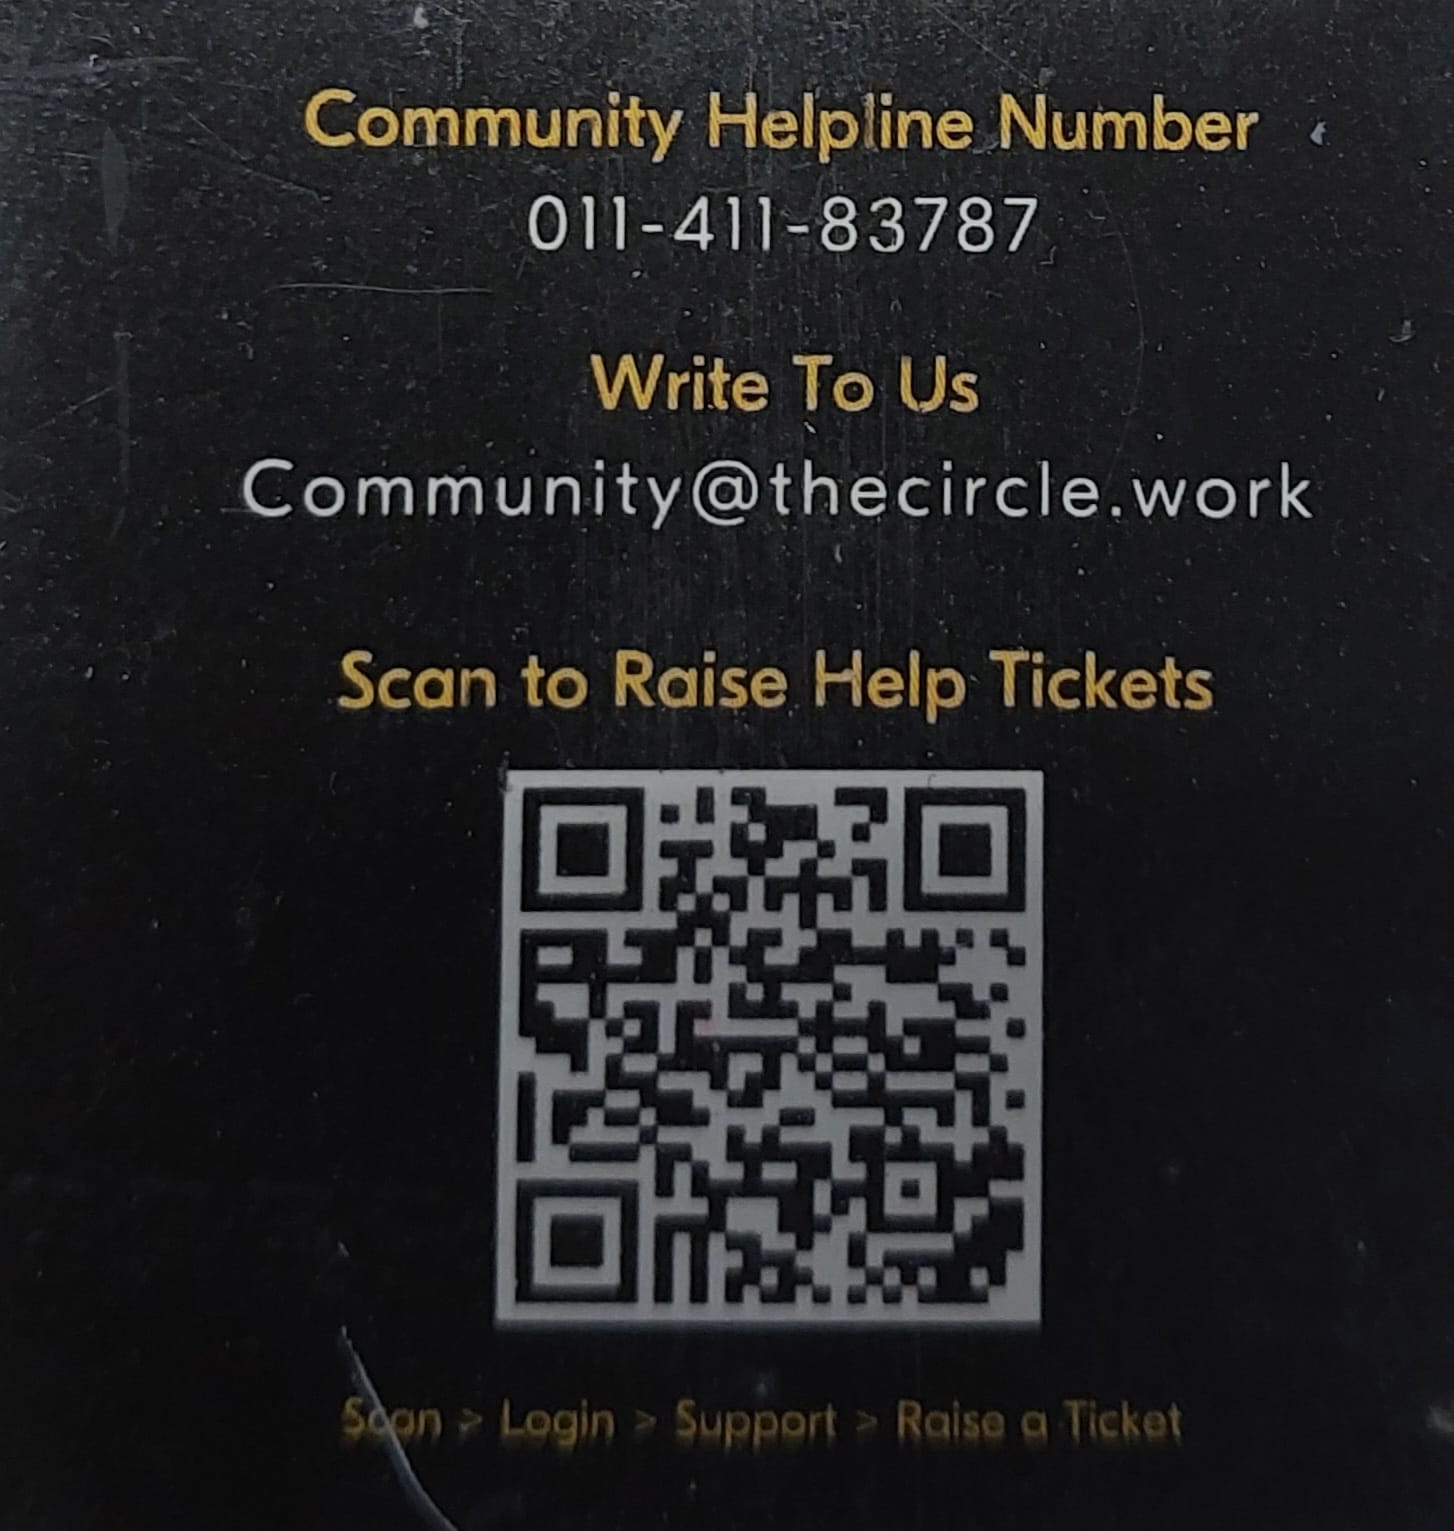 Community Helpline Number
011-411-83787
Write To Us
Community@thecircle.work
Scan to Raise Help Tickets
Scan > Login > Support > Raise a Ticket